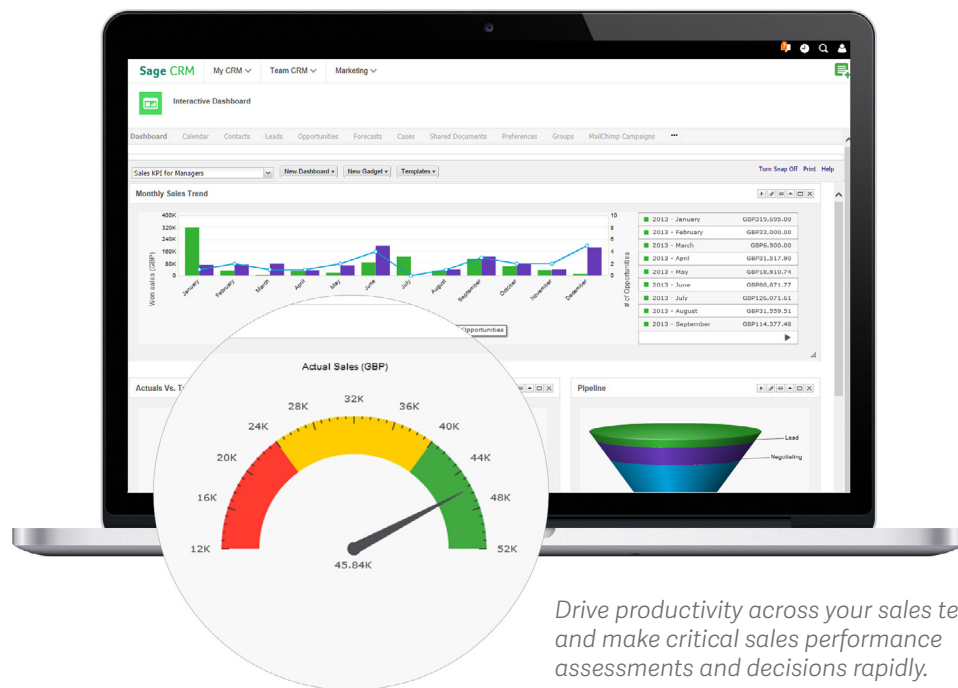 Sage CRM My CRM Team CRM Marketing
Interactive Dashboard
Dashboard Calendar Contacts Leads Opportunities Forecasts Cases Shared Documents Preferences Groups MailChimp Campaigns
Sales KPI for Managers New Dashboard New Gadget Templates Turn Snap Off Print Help
Monthly Sales Trend
400K
320K
240K
160K
80K
0
Won sales (GBP)
January February March April May June July August September October November December
10
8
6
4
2
0
# of Opportunities
2013 - January GBP319,695.00
2013 - February GBP33,000.00
2013 - March GBP6,900.00
2013 - April GBP31,517.90
2013 - May GBP18,910.74
2013 - June GBP88,871.77
2013 - July GBP126,071.61
2013 - August GBP31,559.51
2013 - September GBP114,377.48
Opportunities
Actuals Vs.
Pipeline
Lead
Negotiating
Actual Sales (GBP)
12K
16K
20K
24K
28K
32K
36K
40K
44K
48K
52K
45.84K
Drive productivity across your sales
and make critical sales performance
assessments and decisions rapidly.